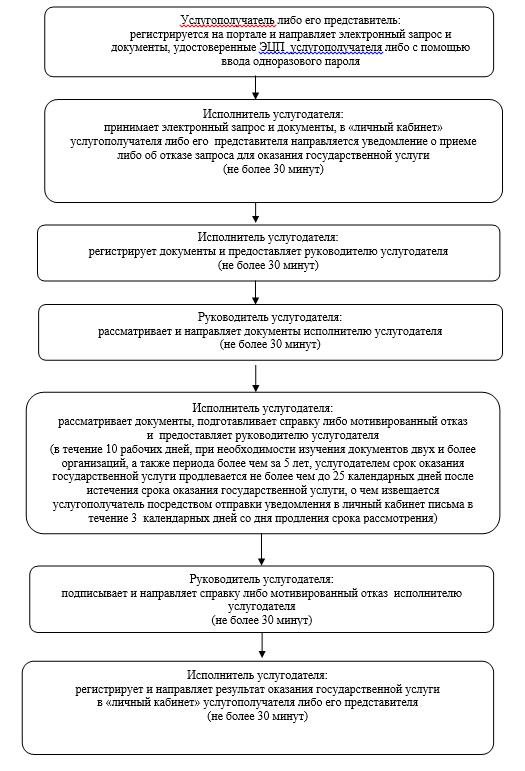 Услугополучатель либо его представитель:
регистрируется на портале и направляет электронный запрос и
документы, удостоверенные ЭЦП услугополучателя либо с помощью
ввода одноразового пароля
Исполнитель услугодателя:
принимает электронный запрос и документы, в «личный кабинет»
услугополучателя либо его представителя направляется уведомление о приеме
либо об отказе запроса для оказания государственной услуги
(не более 30 минут)
Исполнитель услугодателя:
регистрирует документы и предоставляет руководителю услугодателя
(не более 30 минут)
Руководитель услугодателя:
рассматривает и направляет документы исполнителю услугодателя
(не более 30 минут)
Исполнитель услугодателя:
рассматривает документы, подготавливает справку либо мотивированный отказ
и предоставляет руководителю услугодателя
(в течение 10 рабочих дней, при необходимости изучения документов двух и более
организаций, а также периода более чем за 5 лет, услугодателем срок оказания
государственной услуги продлевается не более чем до 25 календарных дней после
истечения срока оказания государственной услуги, о чем извещается
услугополучатель посредством отправки уведомления в личный кабинет письма в
течение 3 календарных дней со дня продления срока рассмотрения)
Руководитель услугодателя:
подписывает и направляет справку либо мотивированный отказ исполнителю
услугодателя
(не более 30 минут)
Исполнитель услугодателя:
регистрирует и направляет результат оказания государственной услуги
в «личный кабинет» услугополучателя либо его представителя
(не более 30 минут)